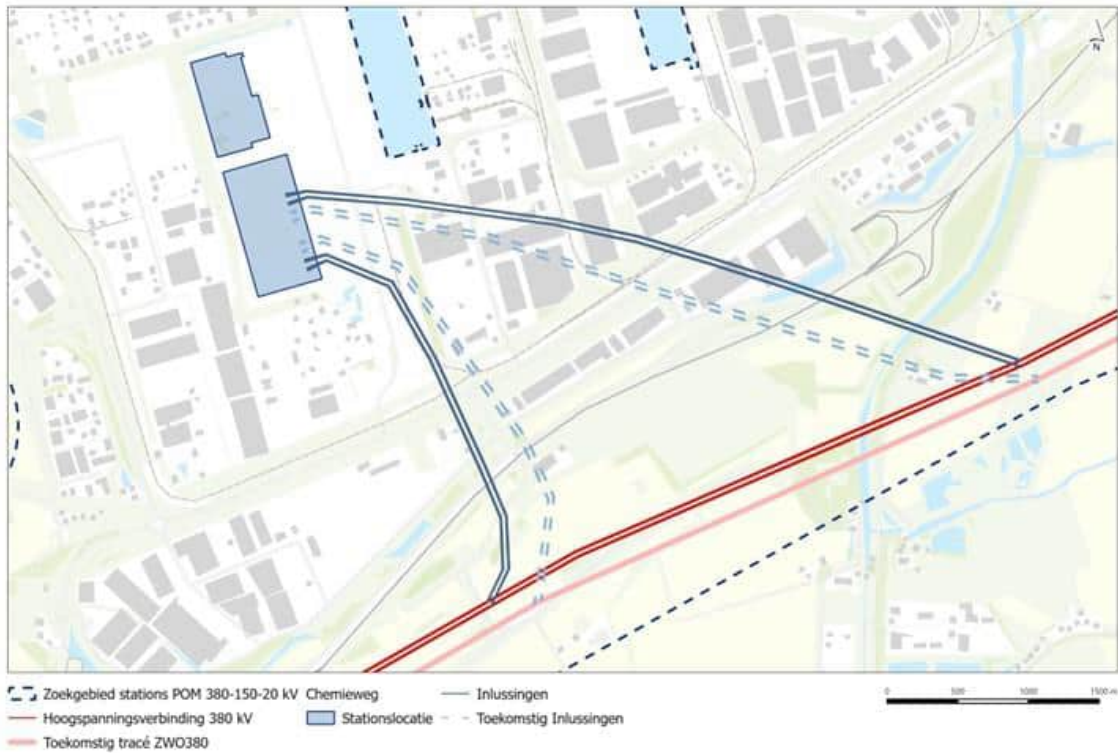 N
Zoekgebied stations POM 380-150-20 kV Chemieweg
Inlussingen
0 500 1000 1500 m
Hoogspanningsverbinding 380 kV
Stationslocatie
Toekomstig Inlussingen
Toekomstig tracé ZWO380